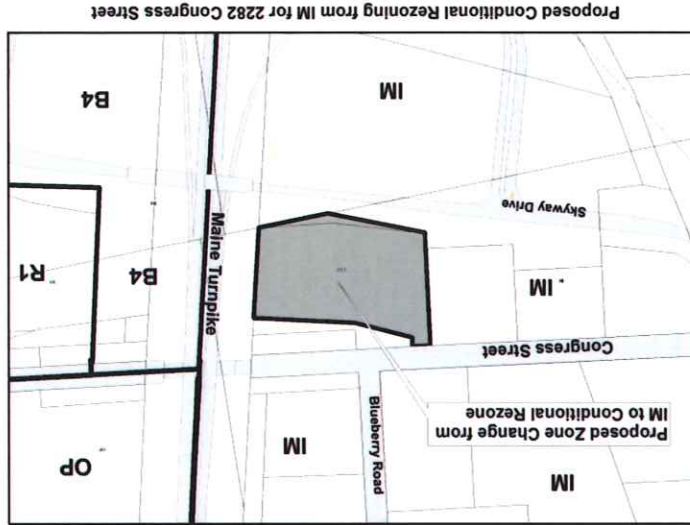 IM
OP
IM
Proposed Zone Change from
IM to Conditional Rezone
Blueberry Road
Congress Street
IM
Maine Turnpike
B4
R1
Skyway Drive
IM
B4
Proposed Conditional Rezoning from IM for 2282 Congress Street